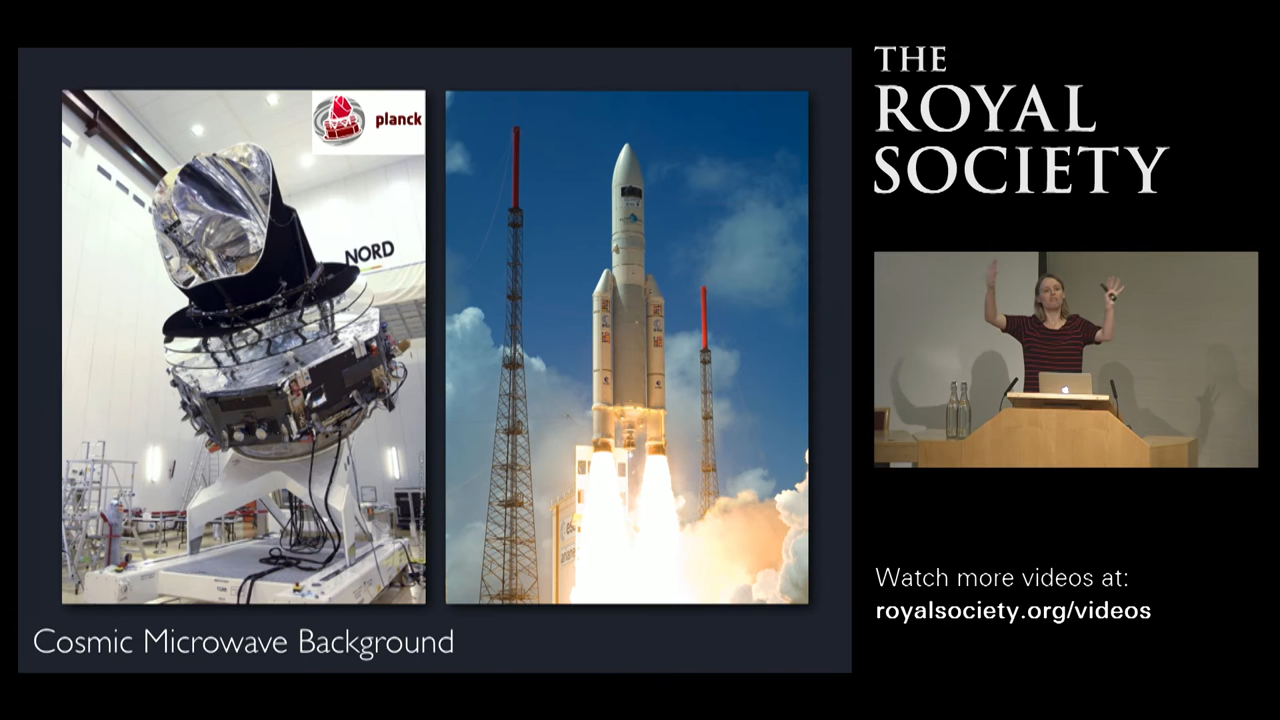 planck
NORD
Cosmic Microwave Background
THE
ROYAL
SOCIETY
Watch more videos at:
royalsociety.org/videos